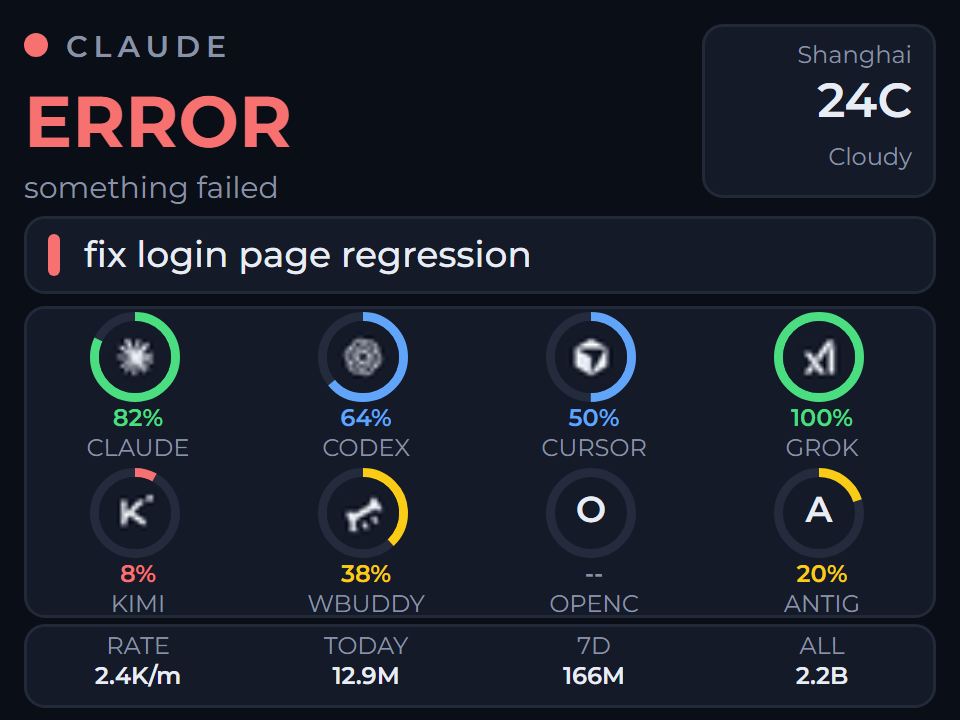 CLAUDE
ERROR
something failed
Shanghai
24C
Cloudy
fix login page regression
82% 64% 50% 100%
CLAUDE CODEX CURSOR GROK
K O A
8% 38% -- 20%
KIMI WBUDDY OPENC ANTIG
RATE TODAY 7D ALL
2.4K/m 12.9M 166M 2.2B